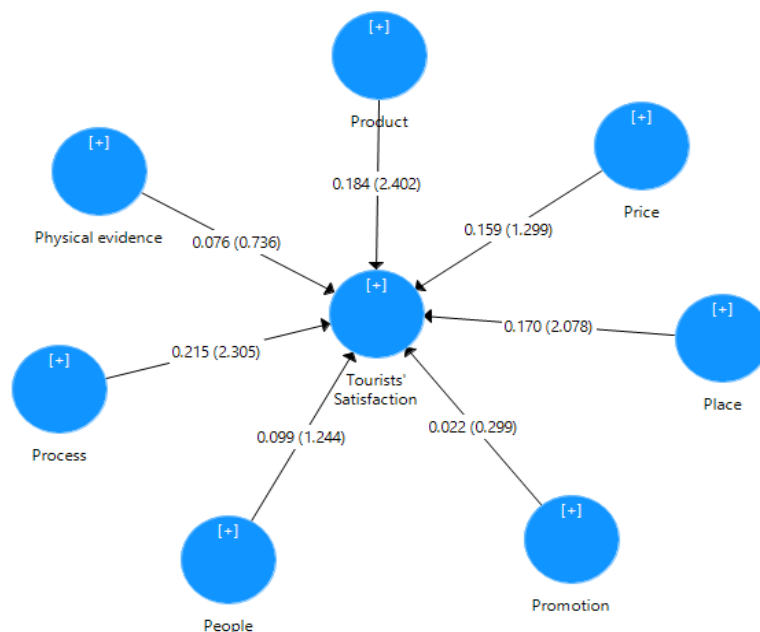 [+]
Product
0.184 (2.402)
[+]
Price
0.159 (1.299)
[+]
Physical evidence
0.076 (0.736)
[+]
Tourists'
Satisfaction
[+]
Place
0.170 (2.078)
[+]
Process
0.215 (2.305)
[+]
People
0.099 (1.244)
[+]
Promotion
0.022 (0.299)